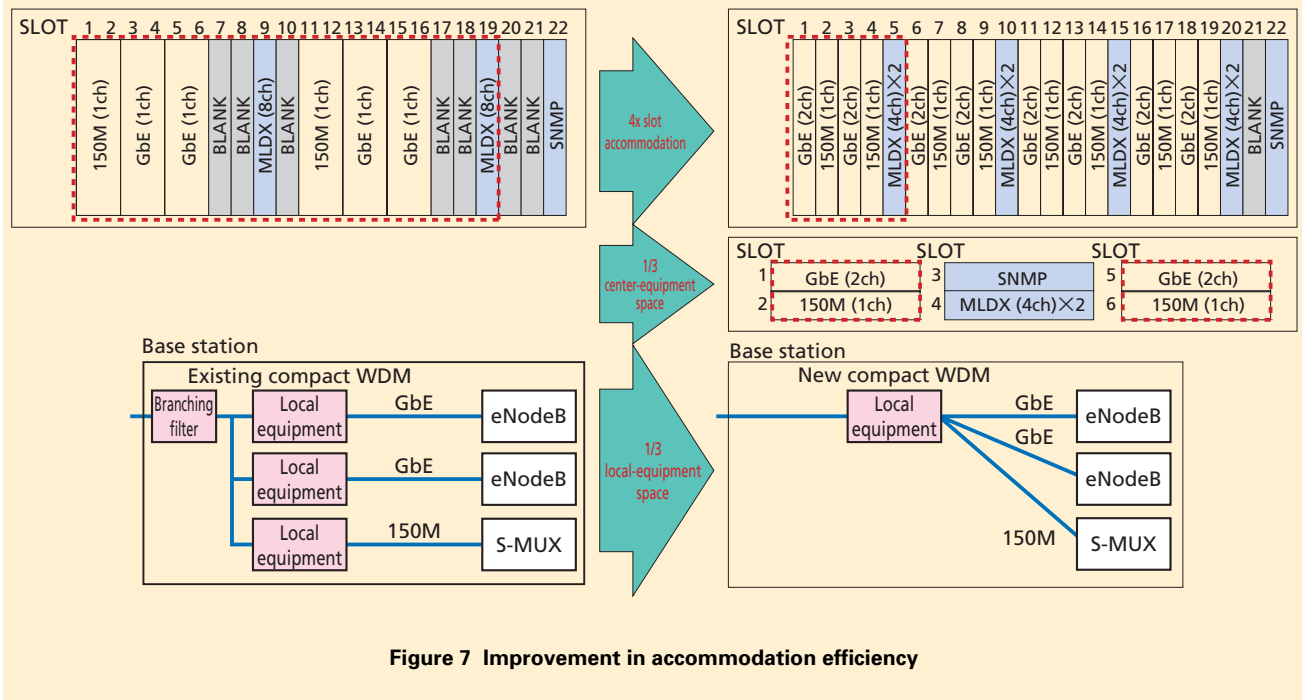 SLOT 1 2 3 4 5 6 7 8 9 10 11 12 13 14 15 16 17 18 19 20 21 22
150M (1ch)
GbE (1ch)
GbE (1ch)
BLANK
BLANK
MLDX (8ch)
BLANK
150M (1ch)
GbE (1ch)
GbE (1ch)
BLANK
BLANK
MLDX (8ch)
BLANK
BLANK
SNMP
4x slot
accommodation
SLOT 1 2 3 4 5 6 7 8 9 10 11 12 13 14 15 16 17 18 19 20 21 22
GbE (2ch)
150M (1ch)
GbE (2ch)
150M (1ch)
MLDX (4ch)×2
GbE (2ch)
150M (1ch)
GbE (2ch)
150M (1ch)
MLDX (4ch)×2
GbE (2ch)
150M (1ch)
GbE (2ch)
150M (1ch)
MLDX (4ch)×2
GbE (2ch)
150M (1ch)
GbE (2ch)
150M (1ch)
MLDX (4ch)×2
BLANK
SNMP
1/3
center-equipment
space
SLOT SLOT SLOT
1 GbE (2ch) 3 SNMP 5 GbE (2ch)
2 150M (1ch) 4 MLDX (4ch)×2 6 150M (1ch)
Base station
Existing compact WDM
Branching
filter
Local
equipment
GbE
eNodeB
Local
equipment
GbE
eNodeB
Local
equipment
150M
S-MUX
1/3
local-equipment
space
Base station
New compact WDM
Local
equipment
GbE
eNodeB
GbE
eNodeB
150M
S-MUX
Figure 7 Improvement in accommodation efficiency